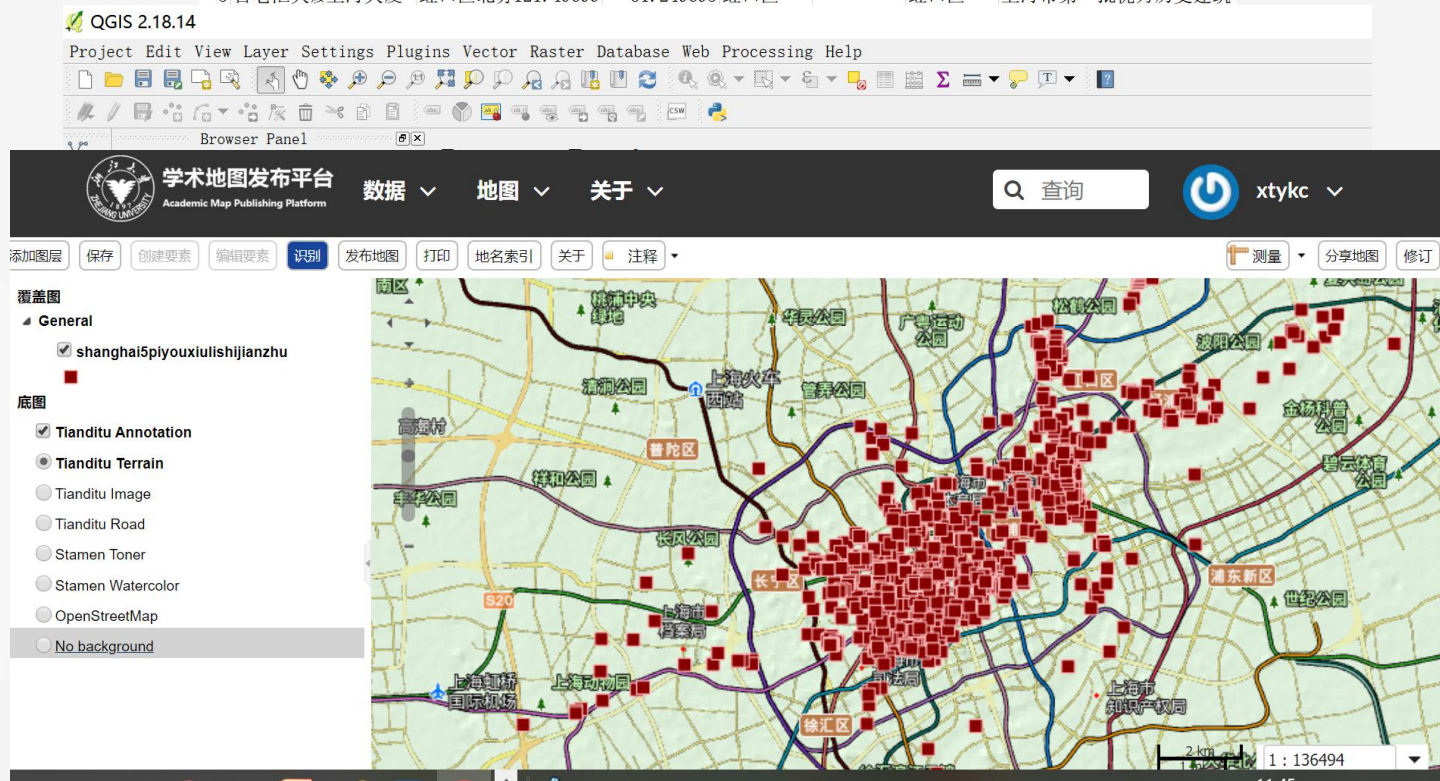 QGIS 2.18.14
Project Edit View Layer Settings Plugins Vector Raster Database Web Processing Help
CSW
Browser Panel
学术地图发布平台
Academic Map Publishing Platform
数据
地图
关于
查询
xtykc
添加图层
保存
创建要素
编辑要素
识别
发布地图
打印
地名索引
关于
注释
测量
分享地图
修订
覆盖图
General
shanghai5piyouxiulishijianzhu
底图
Tianditu Annotation
Tianditu Terrain
Tianditu Image
Tianditu Road
Stamen Toner
Stamen Watercolor
OpenStreetMap
No background
南区
桃浦中央
绿地
华灵公园
广粤运动
公园
松鹤公园
波阳公园
清涧公园
上海火车
西站
管弄公园
金杨科普
公园
高潮村
普陀区
碧云体育
公园
祥和公园
丰华公园
长风公园
长宁区
浦东新区
世纪公园
S20
上海市
档案局
上海虹桥
国际机场
上海动物园
司法局
上海市
知识产权局
徐汇区
2 km
1 : 136494